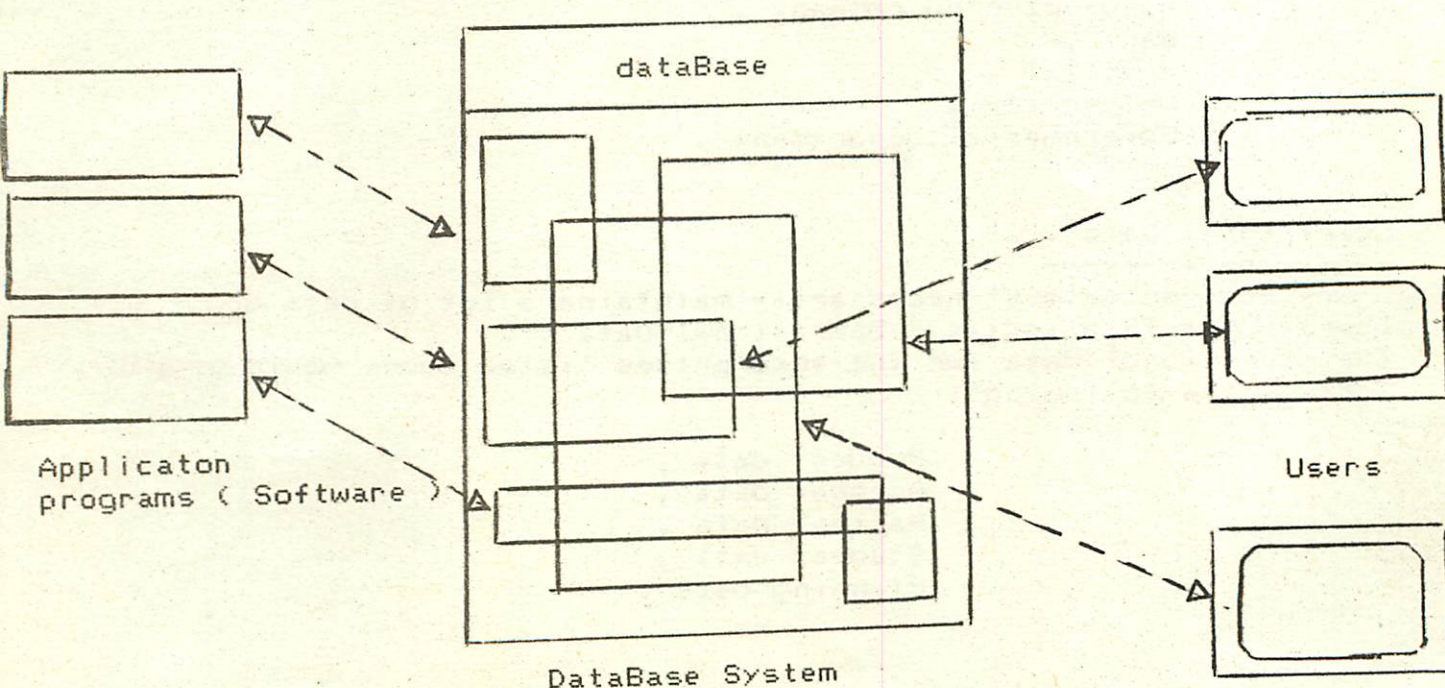 dataBase
Applicaton
programs ( Software )
Users
DataBase System